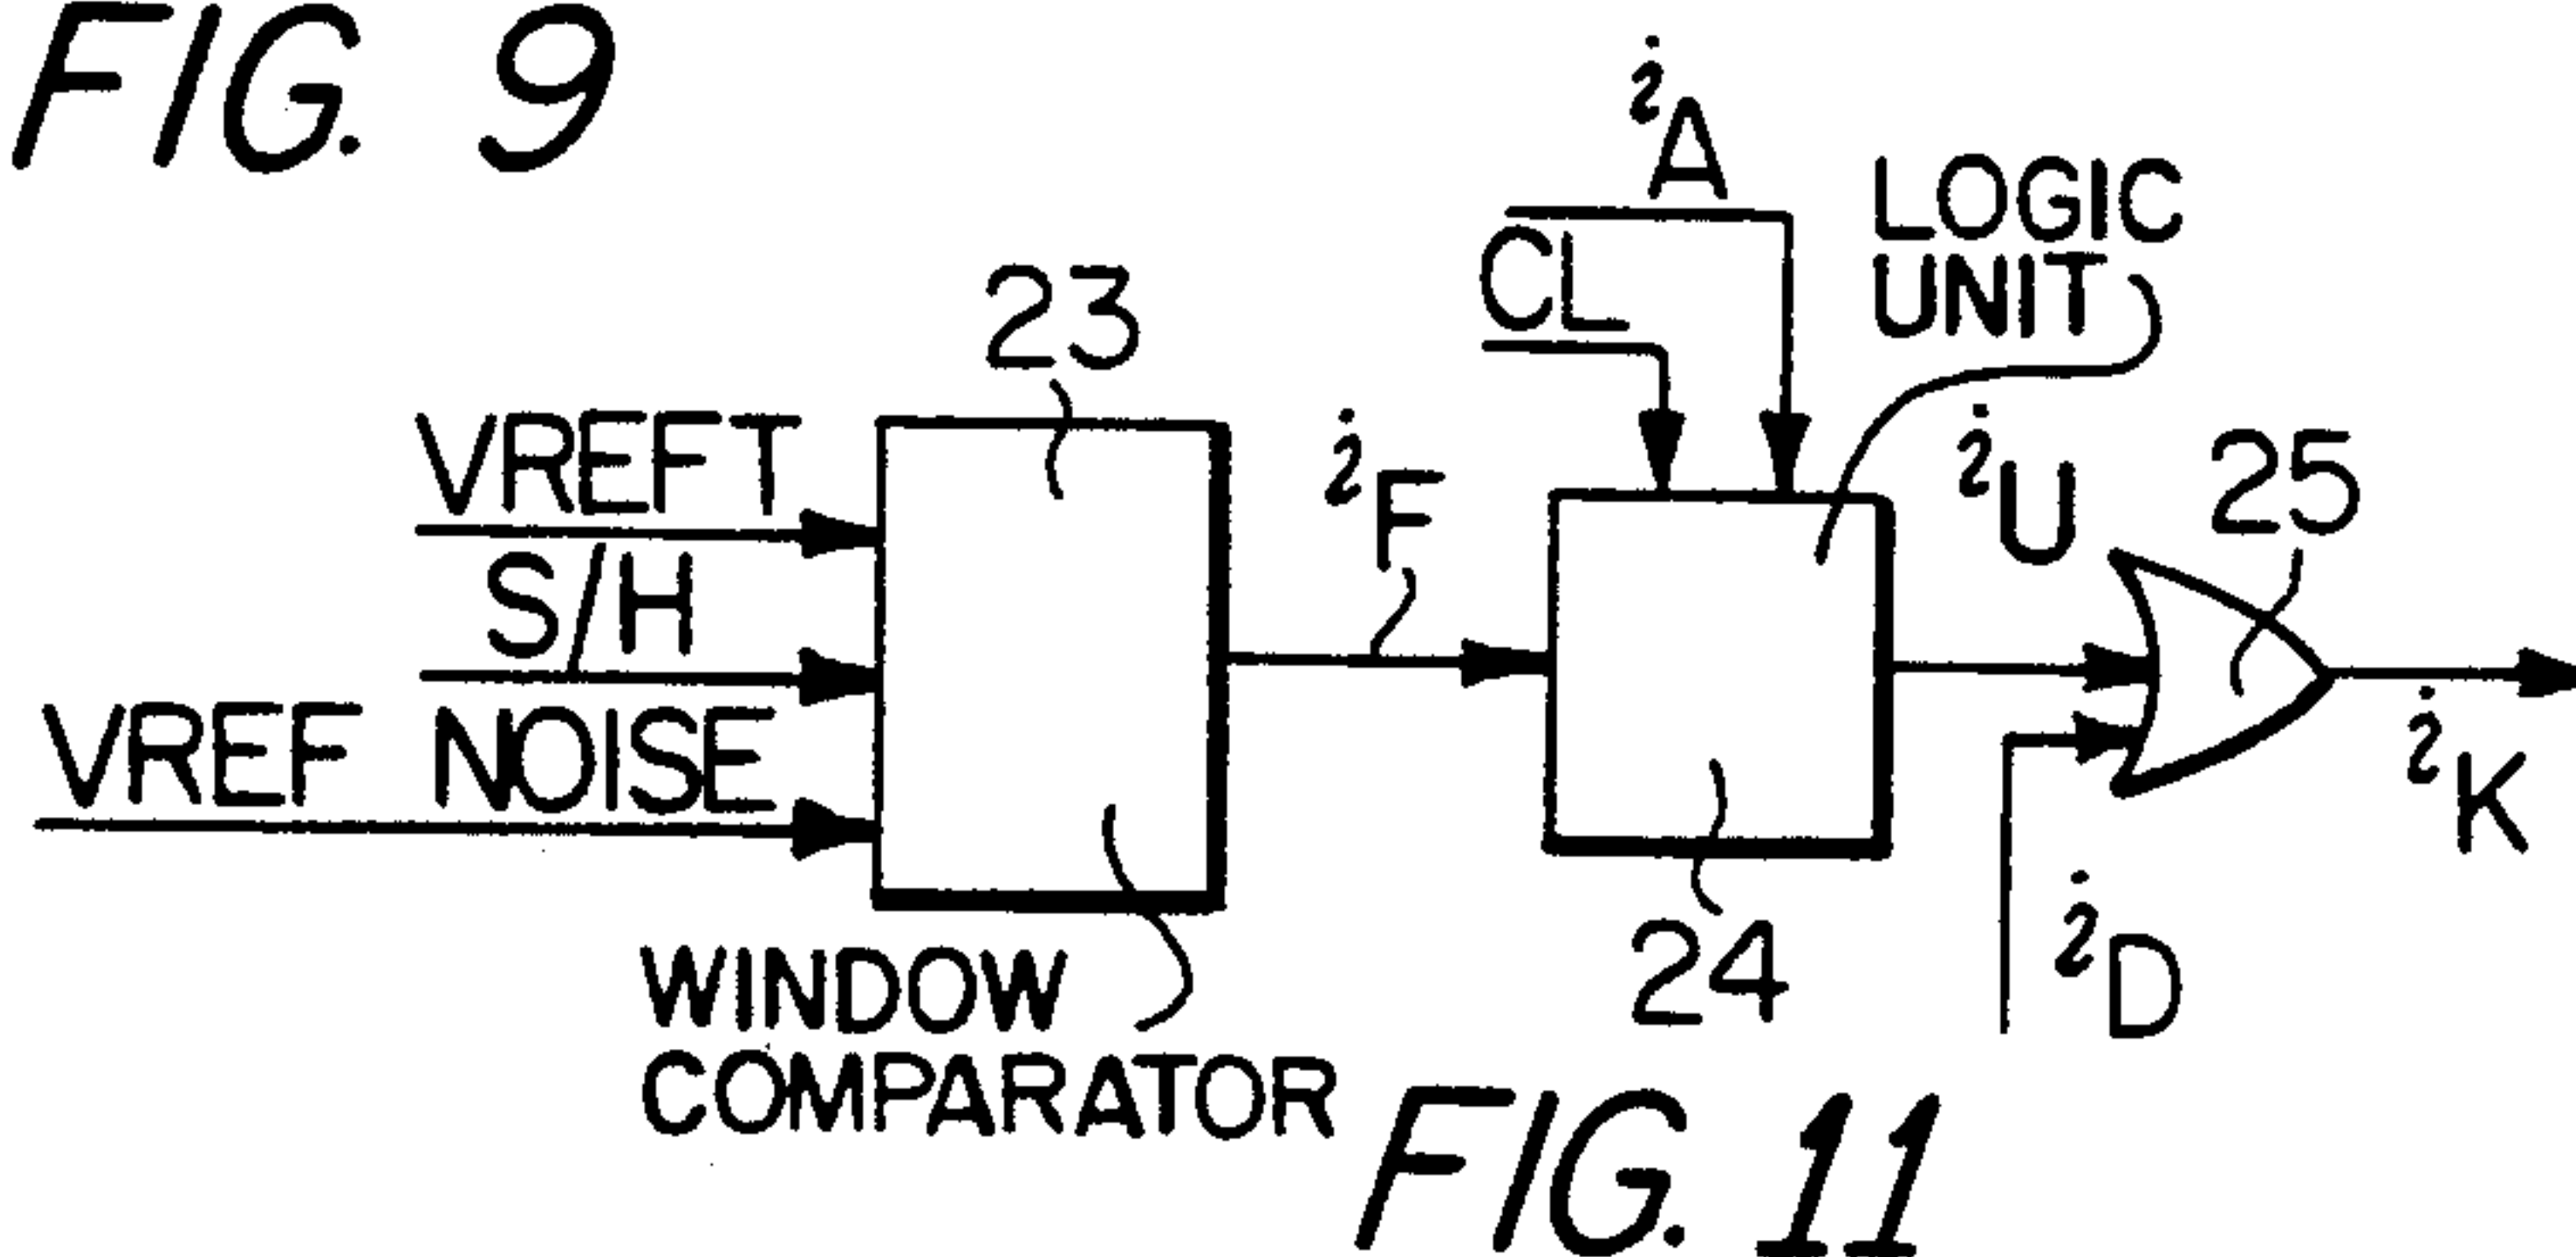 FIG. 9
iA
CL
LOGIC
UNIT
23
VREFT
S/H
VREF NOISE
iF
iU
25
iK
24
iD
WINDOW
COMPARATOR
FIG. 11